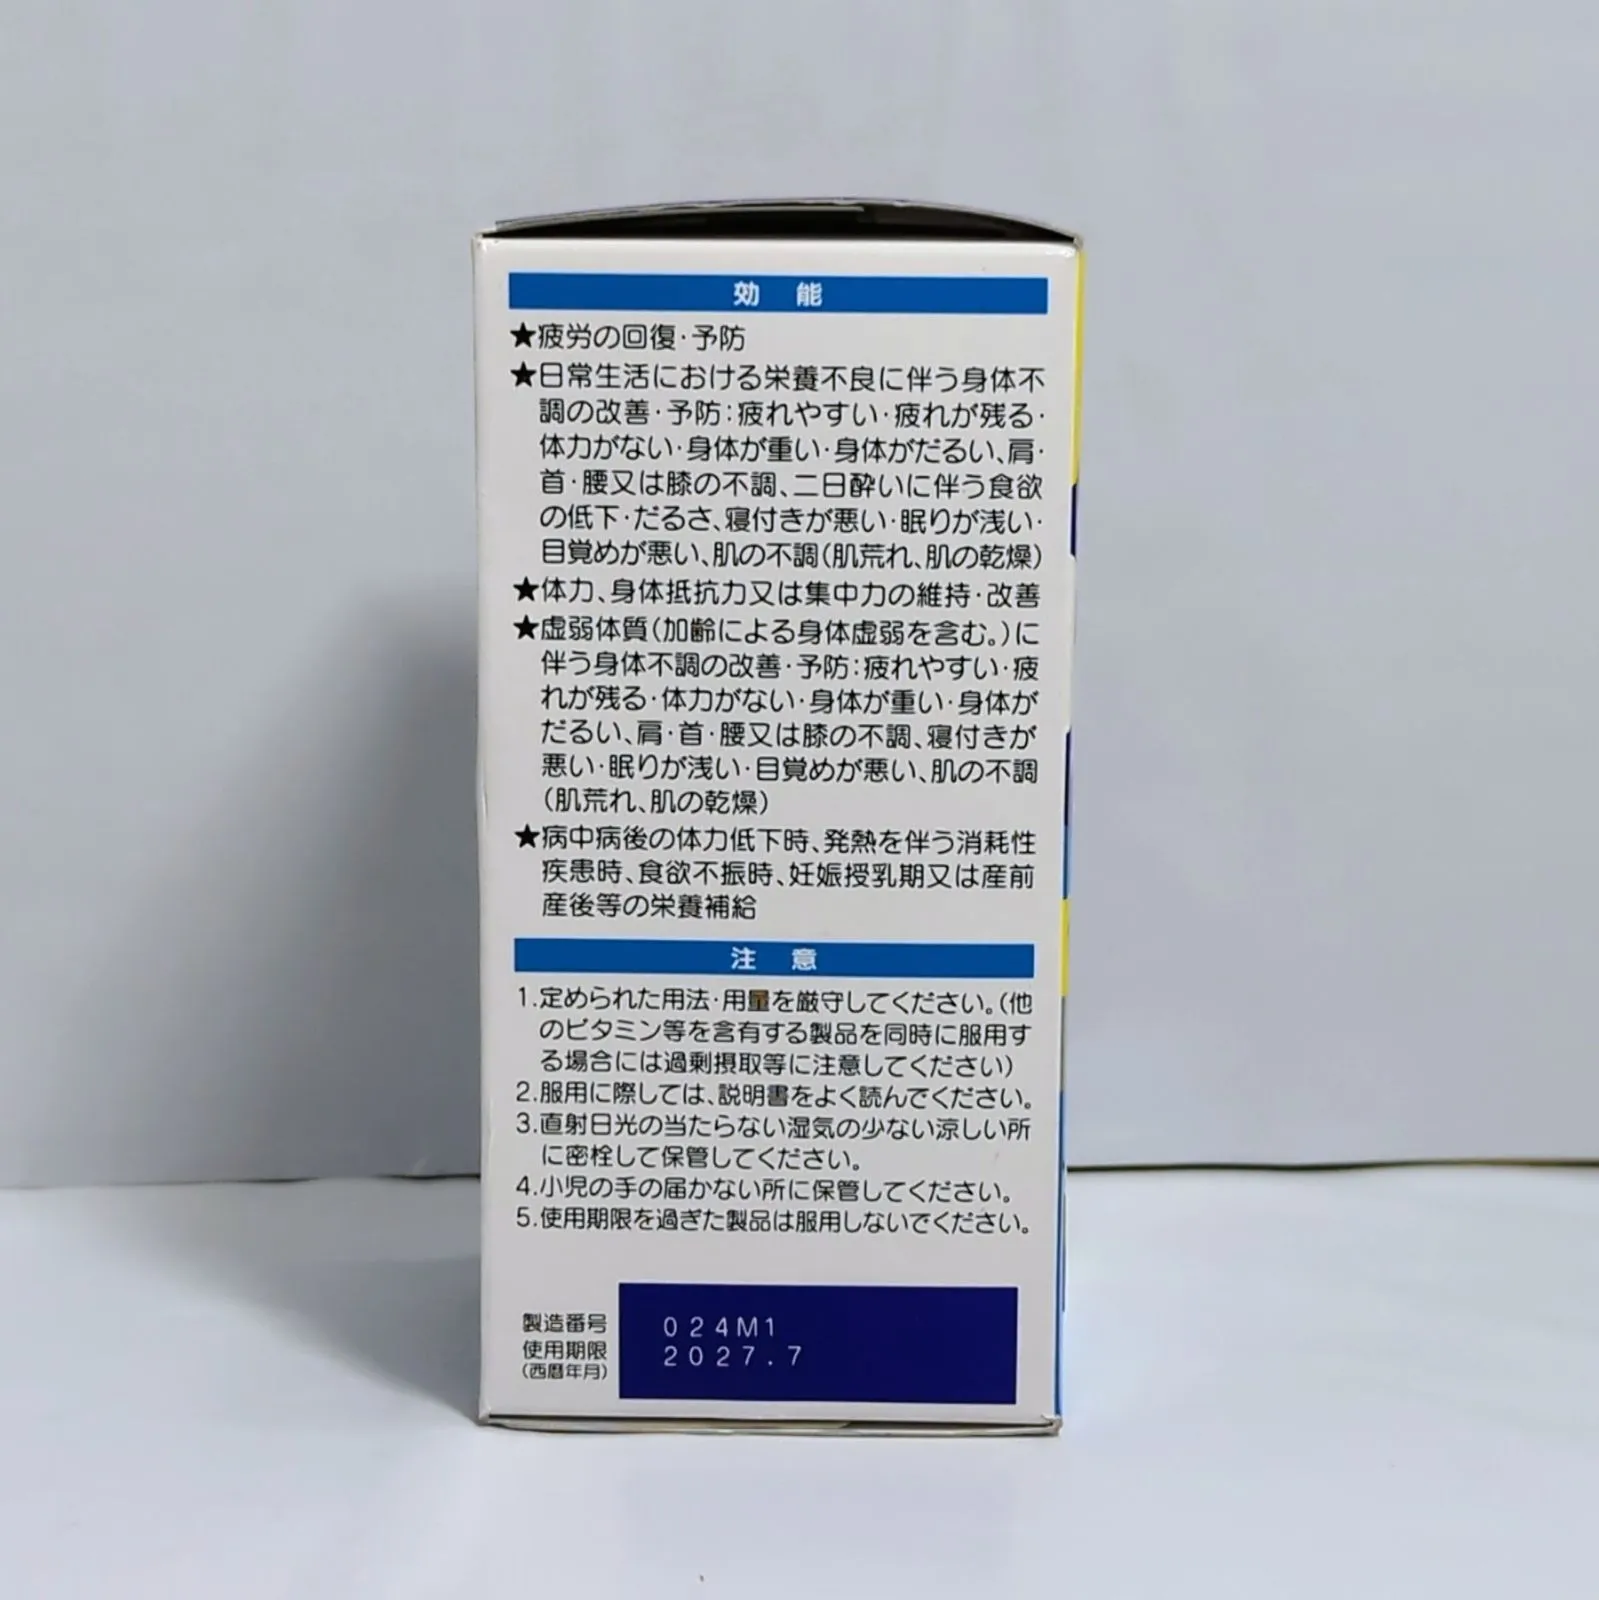 効能
★疲労の回復・予防
★日常生活における栄養不良に伴う身体不
調の改善・予防:疲れやすい・疲れが残る・
体力がない・身体が重い・身体がだるい、肩・
首・腰又は膝の不調、二日酔いに伴う食欲
の低下・だるさ、寝付きが悪い・眠りが浅い・
目覚めが悪い、肌の不調(肌荒れ、肌の乾燥)
★体力、身体抵抗力又は集中力の維持・改善
★虚弱体質(加齢による身体虚弱を含む。)に
伴う身体不調の改善・予防:疲れやすい・疲
れが残る・体力がない・身体が重い・身体が
だるい、肩・首・腰又は膝の不調、寝付きが
悪い・眠りが浅い・目覚めが悪い、肌の不調
(肌荒れ、肌の乾燥)
★病中病後の体力低下時、発熱を伴う消耗性
疾患時、食欲不振時、妊娠授乳期又は産前
産後等の栄養補給
注意
1.定められた用法・用量を厳守してください。(他
のビタミン等を含有する製品を同時に服用す
る場合には過剰摂取等に注意してください)
2.服用に際しては、説明書をよく読んでください。
3.直射日光の当たらない湿気の少ない涼しい所
に密栓して保管してください。
4.小児の手の届かない所に保管してください。
5.使用期限を過ぎた製品は服用しないでください。
製造番号 024M1
使用期限 2027.7
(西暦年月)